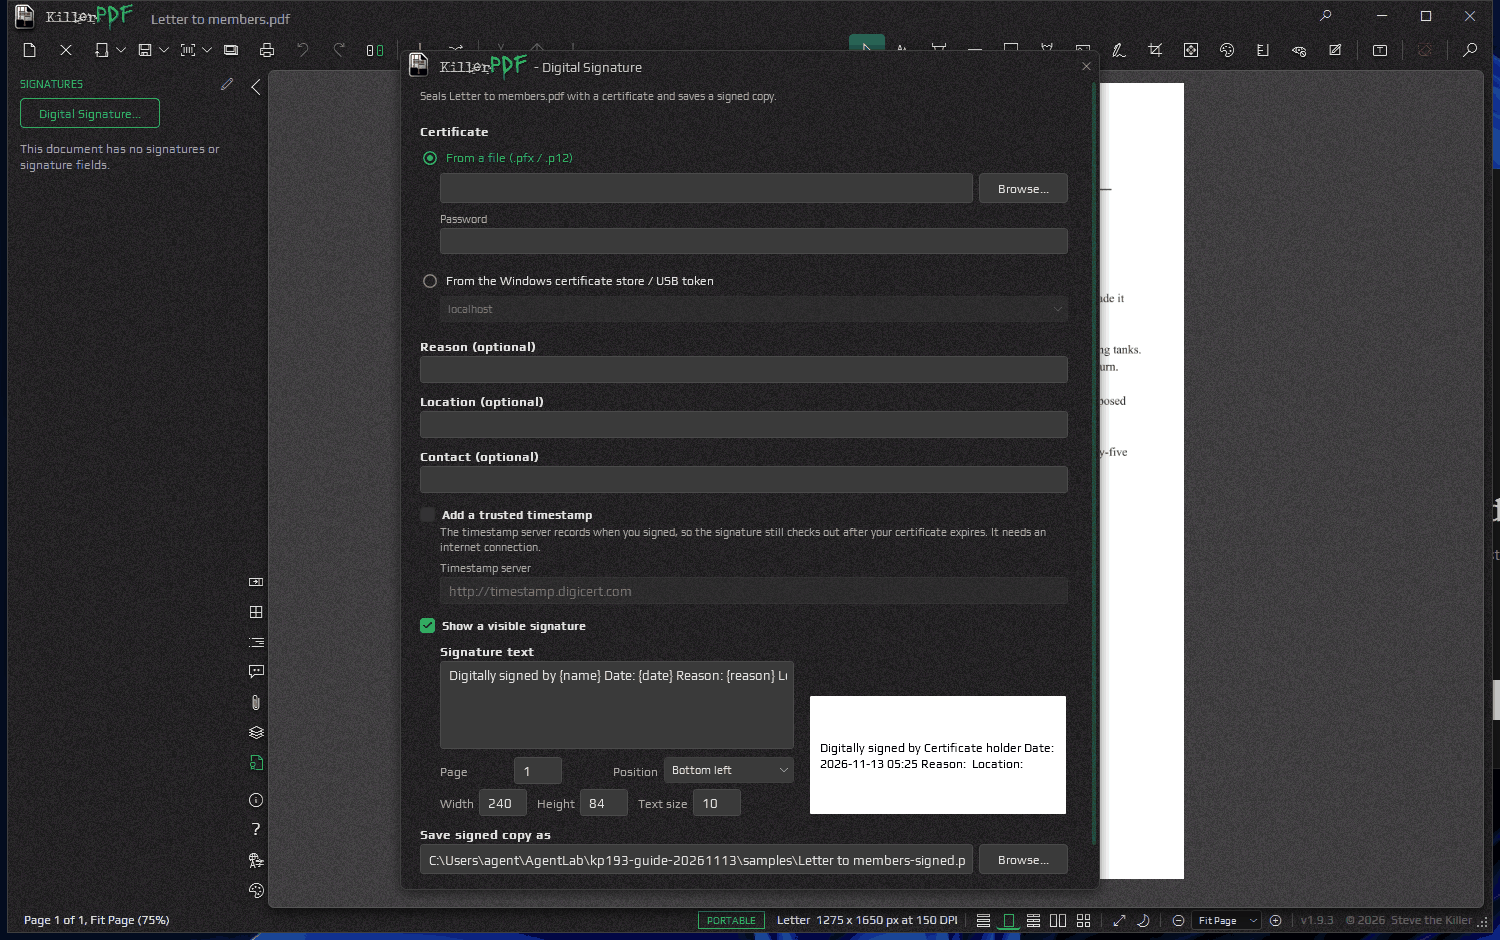 KillerPDF
Letter to members.pdf
SIGNATURES
Digital Signature...
This document has no signatures or
signature fields.
KillerPDF - Digital Signature
Seals Letter to members.pdf with a certificate and saves a signed copy.
Certificate
From a file (.pfx / .p12)
Browse...
Password
From the Windows certificate store / USB token
localhost
Reason (optional)
Location (optional)
Contact (optional)
Add a trusted timestamp
The timestamp server records when you signed, so the signature still checks out after your certificate expires. It needs an
internet connection.
Timestamp server
http://timestamp.digicert.com
Show a visible signature
Signature text
Digitally signed by {name} Date: {date} Reason: {reason}
Digitally signed by Certificate holder Date:
2026-11-13 05:25 Reason:  Location:
Page 1 Position Bottom left
Width 240 Height 84 Text size 10
Save signed copy as
C:\Users\agent\AgentLab\kp193-guide-20261113\samples\Letter to members-signed.p
Browse...
it
tanks.
y-five
Page 1 of 1, Fit Page (75%)
PORTABLE
Letter 1275 x 1650 px at 150 DPI
Fit Page
v1.9.3 © 2026 Steve the Killer